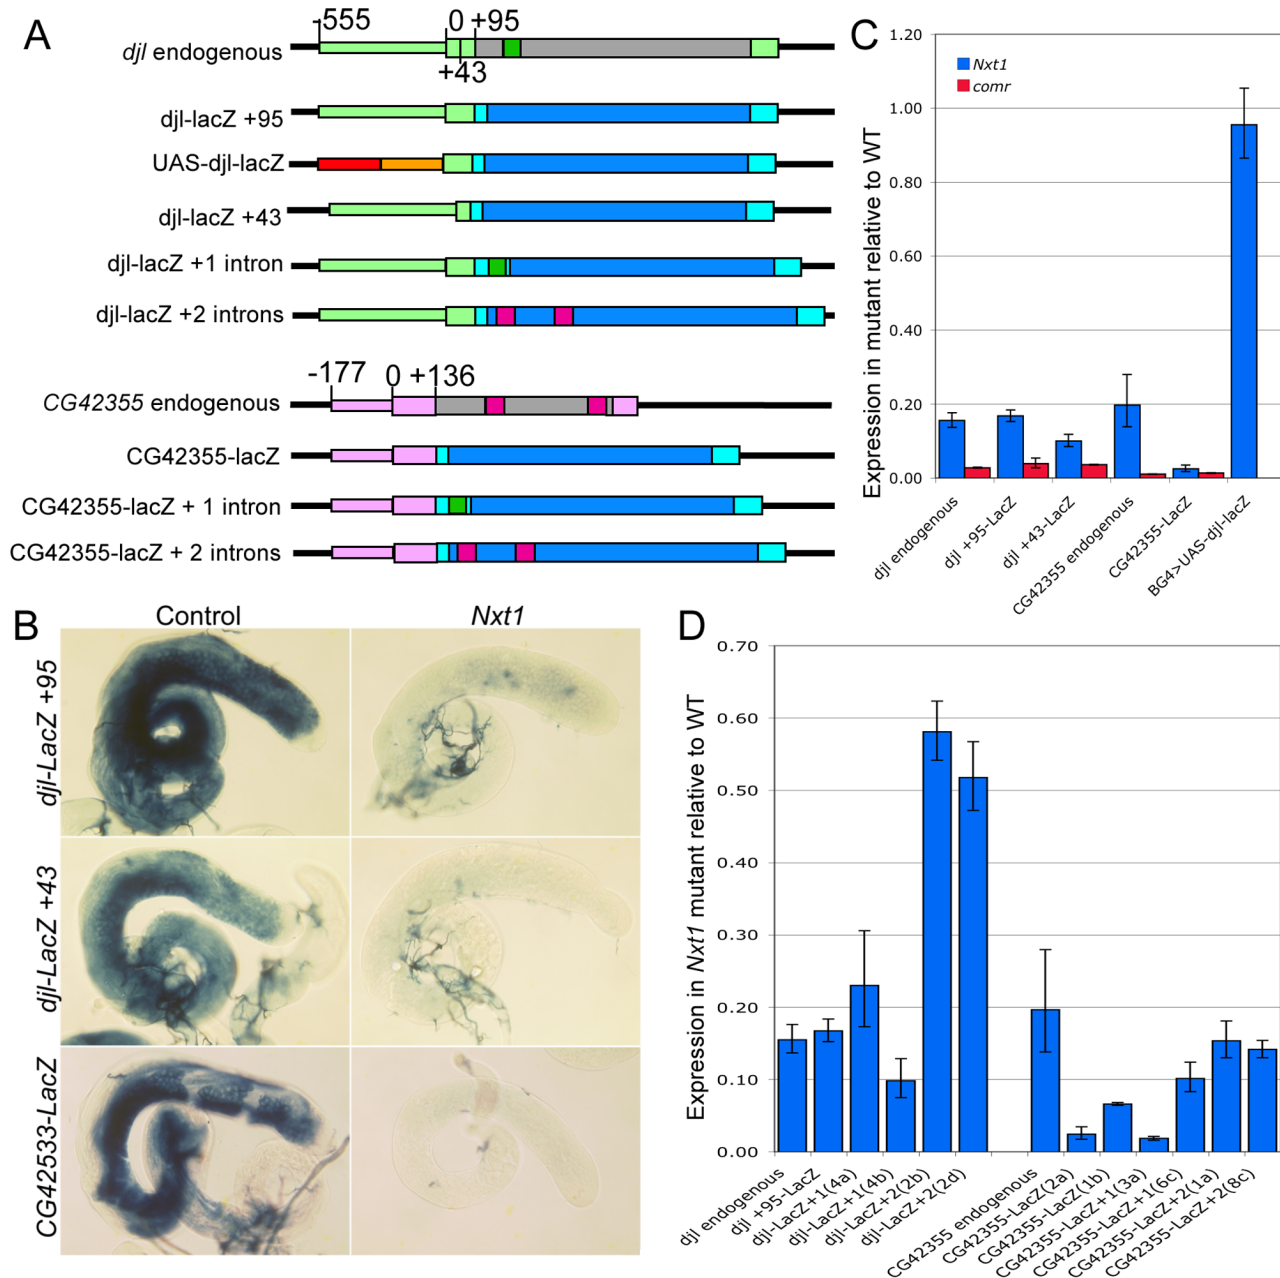 A
-555
0 +95
djl endogenous
+43
djl-lacZ +95
UAS-djl-lacZ
djl-lacZ +43
djl-lacZ +1 intron
djl-lacZ +2 introns
-177 0 +136
CG42355 endogenous
CG42355-lacZ
CG42355-lacZ + 1 intron
CG42355-lacZ + 2 introns
B
Control
Nxt1
djl-LacZ +95
djl-LacZ +43
CG42533-LacZ
C
Expression in mutant relative to WT
1.20
1.00
0.80
0.60
0.40
0.20
0.00
Nxt1
comr
djl endogenous
djl +95-LacZ
djl +43-LacZ
CG42355 endogenous
CG42355-LacZ
BG4>UAS-djl-lacZ
D
Expression in Nxt1 mutant relative to WT
0.70
0.60
0.50
0.40
0.30
0.20
0.10
0.00
djl endogenous
djl +95-LacZ
djl-LacZ+1(4a)
djl-LacZ+1(4b)
djl-LacZ+2(2b)
djl-LacZ+2(2d)
CG42355 endogenous
CG42355-LacZ(2a)
CG42355-LacZ(1b)
CG42355-LacZ+1(3a)
CG42355-LacZ+1(6c)
CG42355-LacZ+2(1a)
CG42355-LacZ+2(8c)